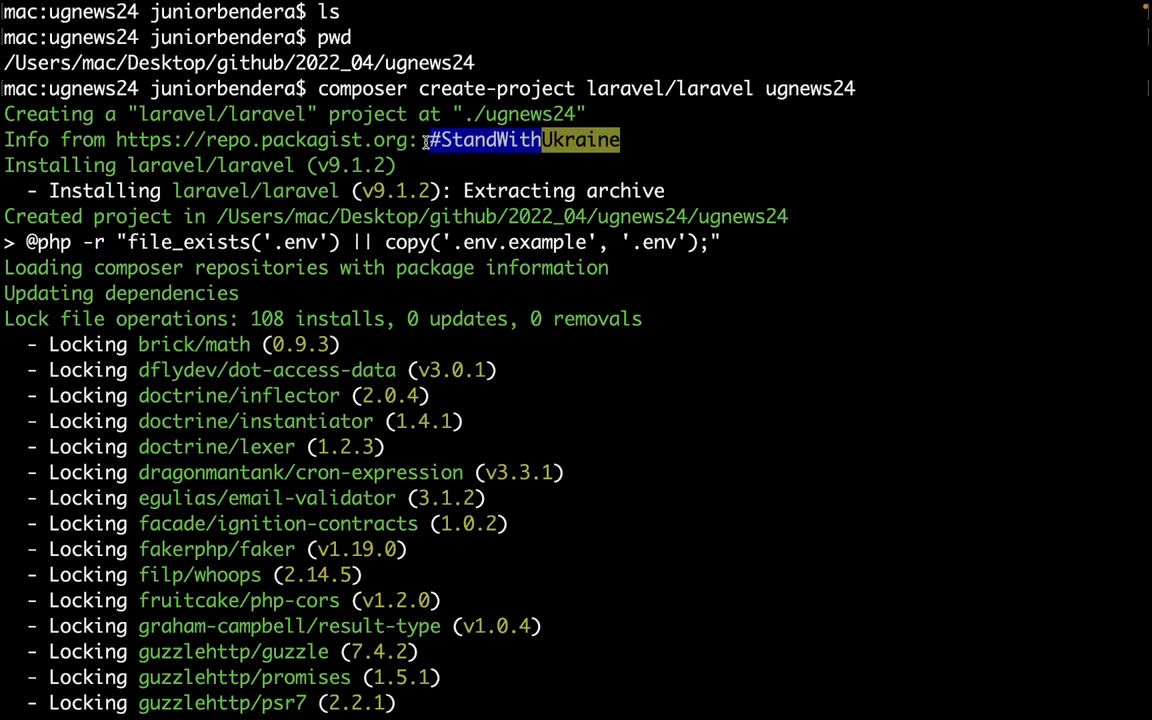 mac:ugnews24 juniorbendera$ ls
mac:ugnews24 juniorbendera$ pwd
/Users/mac/Desktop/github/2022_04/ugnews24
mac:ugnews24 juniorbendera$ composer create-project laravel/laravel ugnews24
Creating a "laravel/laravel" project at "./ugnews24"
Info from https://repo.packagist.org: #StandWithUkraine
Installing laravel/laravel (v9.1.2)
  - Installing laravel/laravel (v9.1.2): Extracting archive
Created project in /Users/mac/Desktop/github/2022_04/ugnews24/ugnews24
> @php -r "file_exists('.env') || copy('.env.example', '.env');"
Loading composer repositories with package information
Updating dependencies
Lock file operations: 108 installs, 0 updates, 0 removals
  - Locking brick/math (0.9.3)
  - Locking dflydev/dot-access-data (v3.0.1)
  - Locking doctrine/inflector (2.0.4)
  - Locking doctrine/instantiator (1.4.1)
  - Locking doctrine/lexer (1.2.3)
  - Locking dragonmantank/cron-expression (v3.3.1)
  - Locking egulias/email-validator (3.1.2)
  - Locking facade/ignition-contracts (1.0.2)
  - Locking fakerphp/faker (v1.19.0)
  - Locking filp/whoops (2.14.5)
  - Locking fruitcake/php-cors (v1.2.0)
  - Locking graham-campbell/result-type (v1.0.4)
  - Locking guzzlehttp/guzzle (7.4.2)
  - Locking guzzlehttp/promises (1.5.1)
  - Locking guzzlehttp/psr7 (2.2.1)